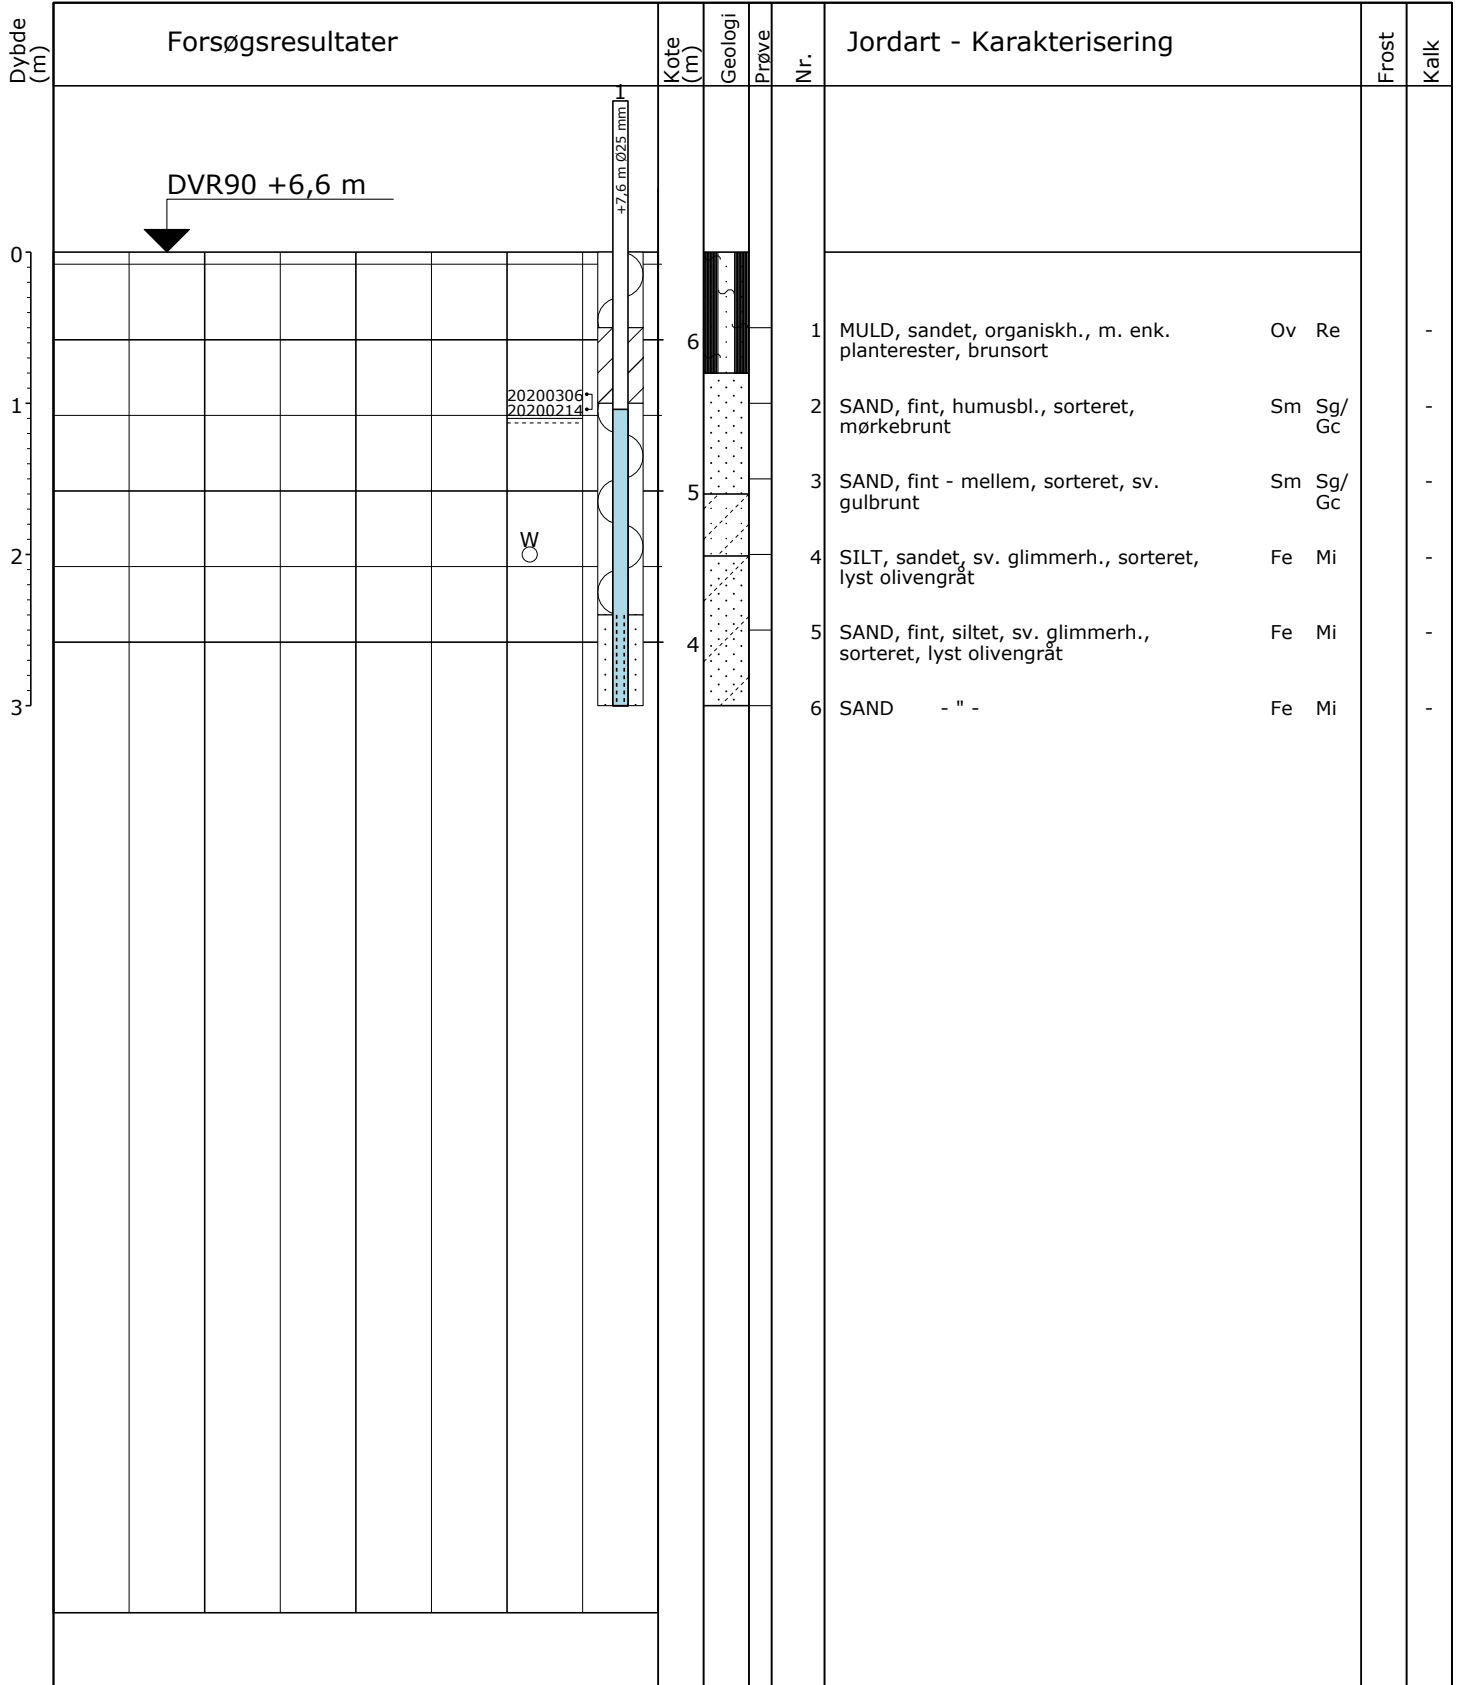 Dybde (m)
Forsøgsresultater
Kote (m)
Geologi
Prøve
Nr.
Jordart - Karakterisering
Frost
Kalk
1
+7,6 m Ø25 mm
DVR90 +6,6 m
0
6
1 MULD, sandet, organiskh., m. enk. Ov Re -
planterester, brunsort
20200306
20200214
1
2 SAND, fint, humusbl., sorteret, Sm Sg/ -
mørkebrunt Gc
5
3 SAND, fint - mellem, sorteret, sv. Sm Sg/ -
gulbrunt Gc
W
2
4 SILT, sandet, sv. glimmerh., sorteret, Fe Mi -
lyst olivengråt
4
5 SAND, fint, siltet, sv. glimmerh., Fe Mi -
sorteret, lyst olivengråt
3
6 SAND - " - Fe Mi -